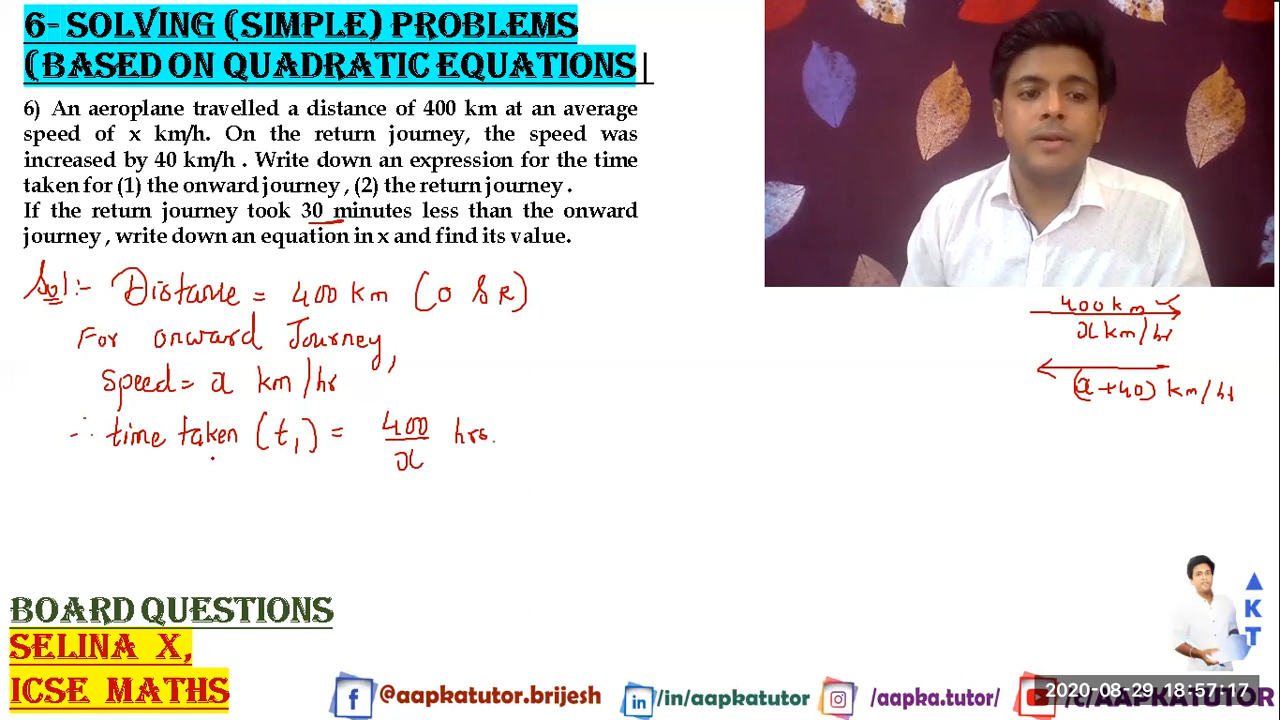 6- SOLVING (SIMPLE) PROBLEMS
(BASED ON QUADRATIC EQUATIONS
6) An aeroplane travelled a distance of 400 km at an average
speed of x km/h. On the return journey, the speed was
increased by 40 km/h . Write down an expression for the time
taken for (1) the onward journey , (2) the return journey .
If the return journey took 30 minutes less than the onward
journey , write down an equation in x and find its value.
Sol:- Distance = 400 km (O & R)
For onward Journey,
speed = x km/hr
∴ time taken (t₁) = 400/x hrs.
400 km
x km/hr
(x+40) km/hr
BOARD QUESTIONS
SELINA X,
ICSE MATHS
AKT
@aapkatutor.brijesh
/in/aapkatutor
/aapka.tutor/
/c/AAPKATUTOR
2020-08-29 18:57:17